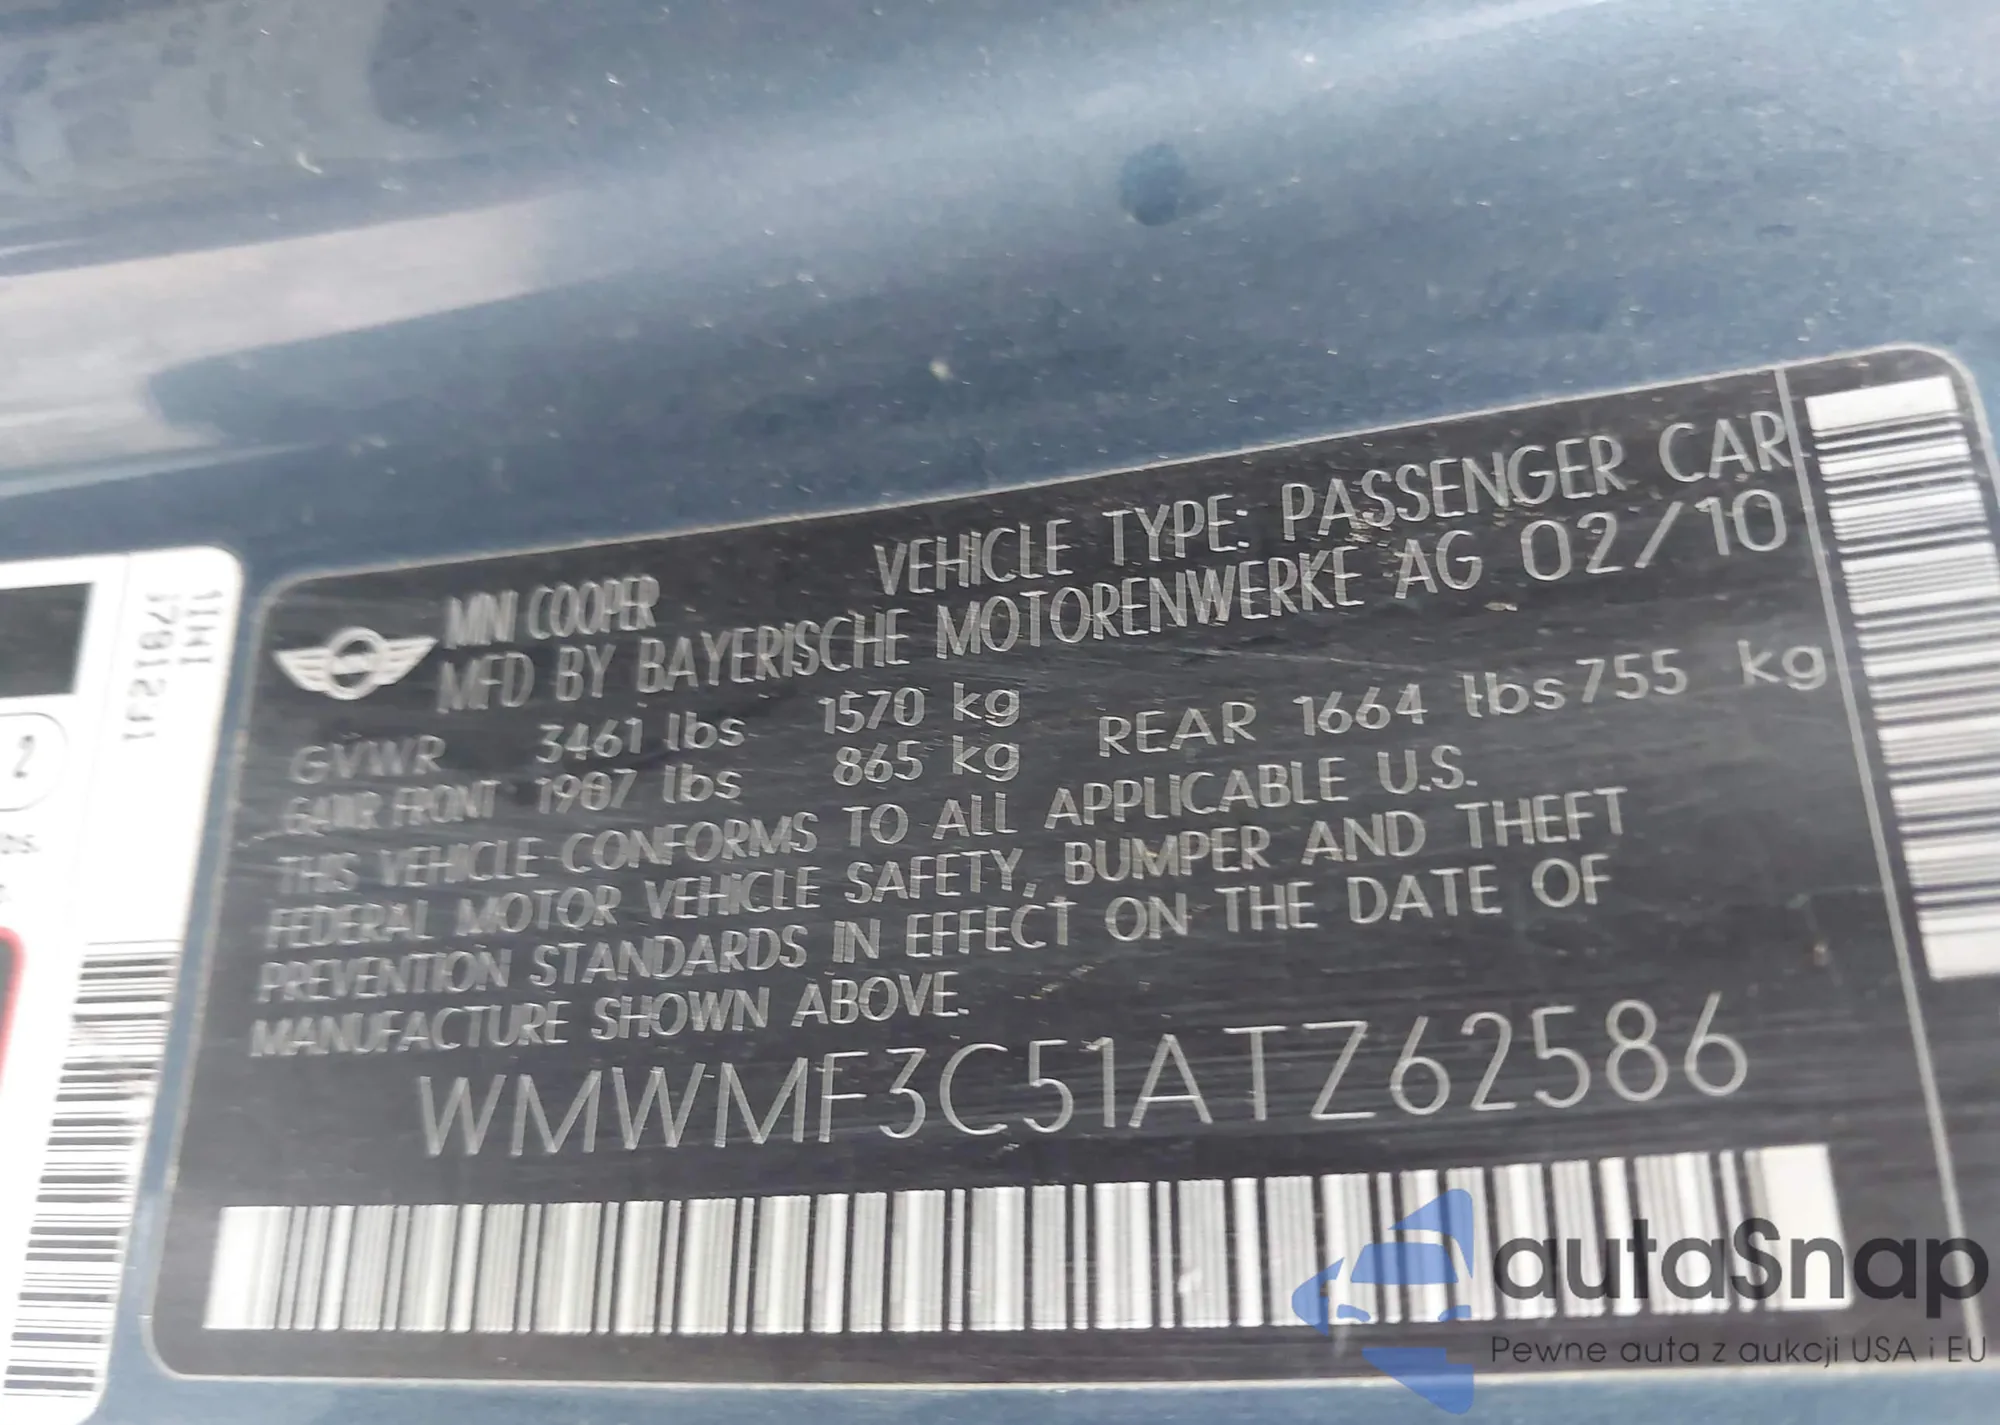 VEHICLE TYPE: PASSENGER CAR
MINI COOPER
MFD BY BAYERISCHE MOTORENWERKE AG 02/10
GVWR 3461 lbs 1570 kg
GAWR FRONT 1907 lbs 865 kg REAR 1664 lbs 755 kg
THIS VEHICLE CONFORMS TO ALL APPLICABLE U.S.
FEDERAL MOTOR VEHICLE SAFETY, BUMPER AND THEFT
PREVENTION STANDARDS IN EFFECT ON THE DATE OF
MANUFACTURE SHOWN ABOVE.
WMWMF3C51ATZ62586
2
autaSnap
Pewne auta z aukcji USA i EU